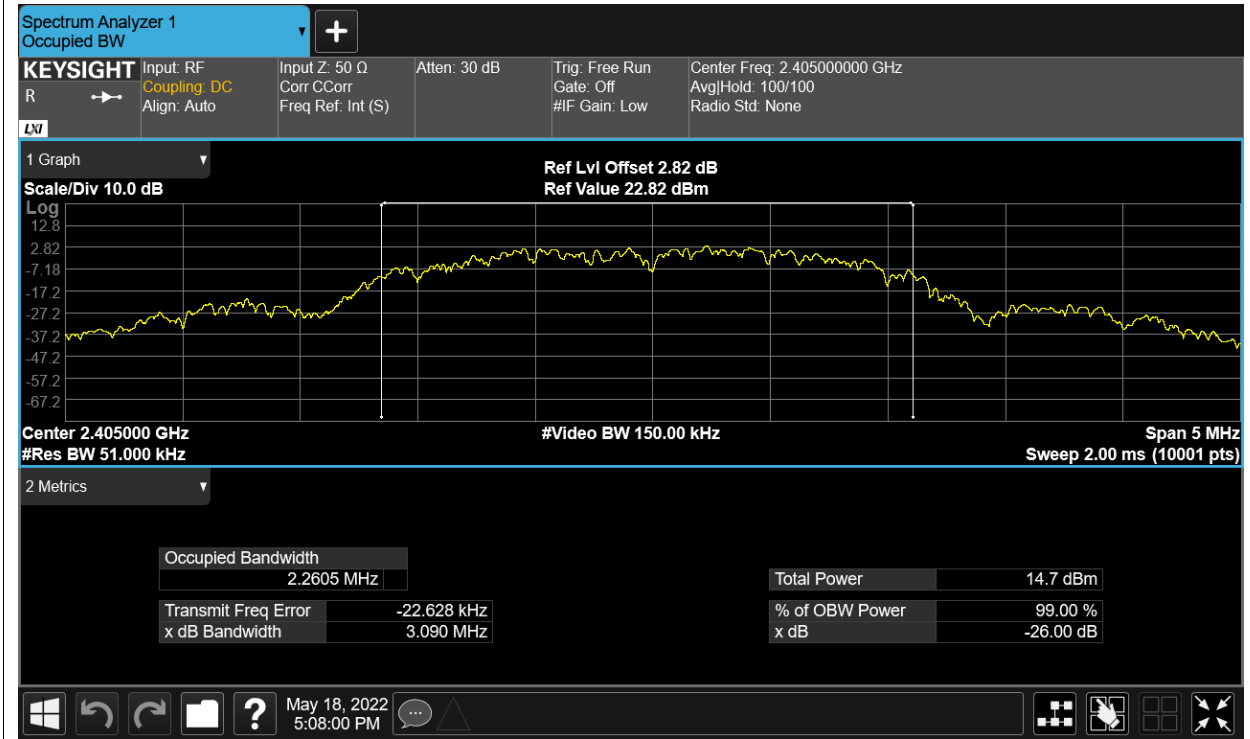 Spectrum Analyzer 1
Occupied BW
KEYSIGHT
R
LXI
Input: RF
Coupling: DC
Align: Auto
Input Z: 50 Ω
Corr CCorr
Freq Ref: Int (S)
Atten: 30 dB
Trig: Free Run
Gate: Off
#IF Gain: Low
Center Freq: 2.405000000 GHz
Avg|Hold: 100/100
Radio Std: None
1 Graph
Scale/Div 10.0 dB
Ref Lvl Offset 2.82 dB
Ref Value 22.82 dBm
Log
12.8
2.82
-7.18
-17.2
-27.2
-37.2
-47.2
-57.2
-67.2
Center 2.405000 GHz
#Res BW 51.000 kHz
#Video BW 150.00 kHz
Span 5 MHz
Sweep 2.00 ms (10001 pts)
2 Metrics
Occupied Bandwidth
2.2605 MHz
Transmit Freq Error -22.628 kHz
x dB Bandwidth 3.090 MHz
Total Power 14.7 dBm
% of OBW Power 99.00 %
x dB -26.00 dB
May 18, 2022
5:08:00 PM